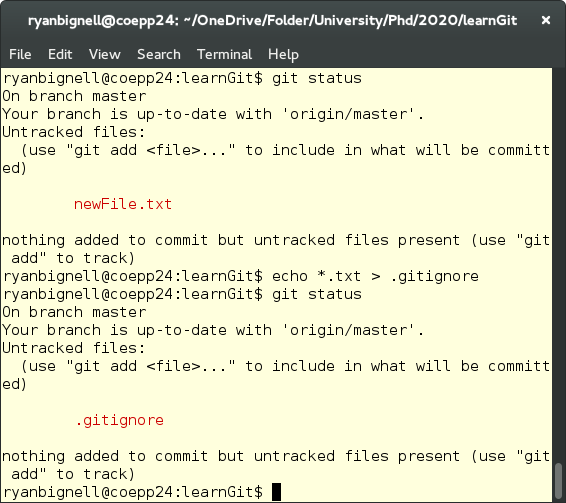 ryanbignell@coepp24: ~/OneDrive/Folder/University/Phd/2020/learnGit
File Edit View Search Terminal Help
ryanbignell@coepp24:learnGit$ git status
On branch master
Your branch is up-to-date with 'origin/master'.
Untracked files:
  (use "git add <file>..." to include in what will be committ
ed)
        newFile.txt
nothing added to commit but untracked files present (use "git
 add" to track)
ryanbignell@coepp24:learnGit$ echo *.txt > .gitignore
ryanbignell@coepp24:learnGit$ git status
On branch master
Your branch is up-to-date with 'origin/master'.
Untracked files:
  (use "git add <file>..." to include in what will be committ
ed)
        .gitignore
nothing added to commit but untracked files present (use "git
 add" to track)
ryanbignell@coepp24:learnGit$